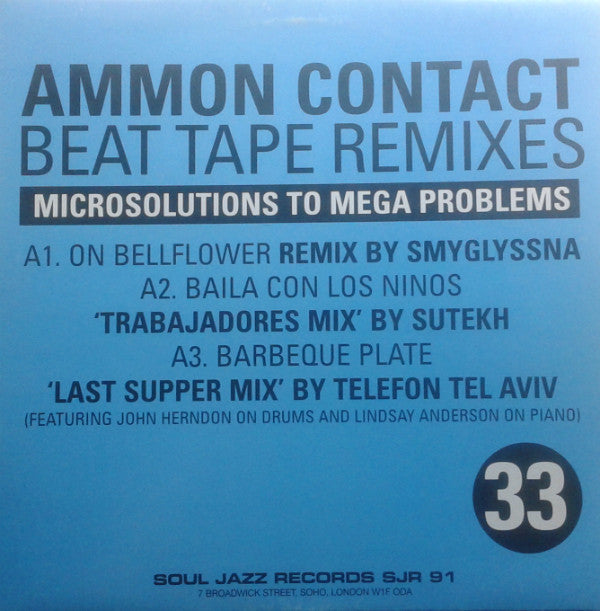 AMMON CONTACT
BEAT TAPE REMIXES
MICROSOLUTIONS TO MEGA PROBLEMS
A1. ON BELLFLOWER REMIX BY SMYGLYSSNA
A2. BAILA CON LOS NINOS
‘TRABAJADORES MIX’ BY SUTEKH
A3. BARBEQUE PLATE
‘LAST SUPPER MIX’ BY TELEFON TEL AVIV
(FEATURING JOHN HERNDON ON DRUMS AND LINDSAY ANDERSON ON PIANO)
33
SOUL JAZZ RECORDS SJR 91
7 BROADWICK STREET, SOHO, LONDON W1F ODA